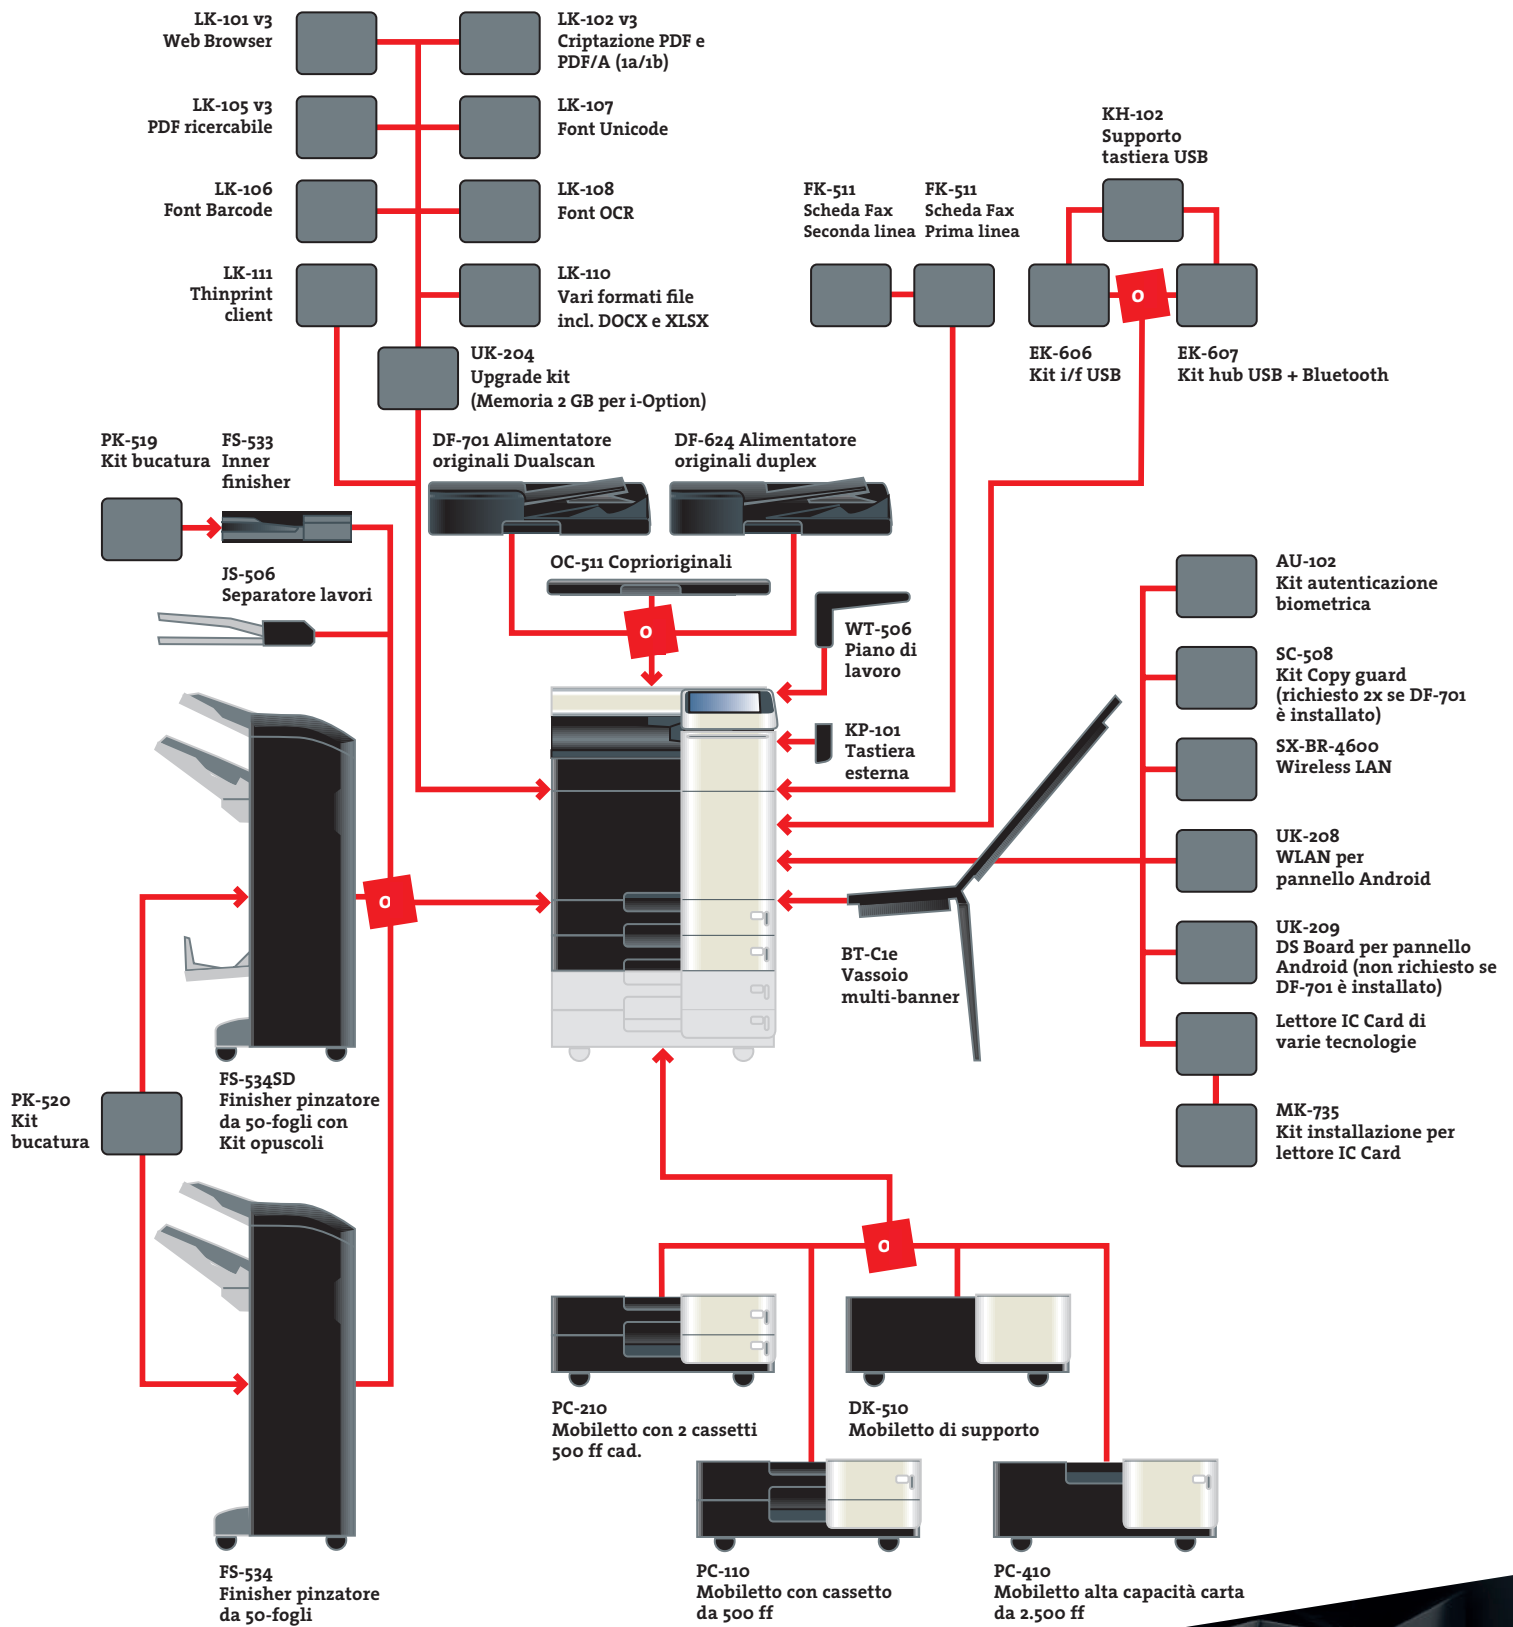 LK-101 v3
Web Browser
LK-102 v3
Criptazione PDF e
PDF/A (1a/1b)
LK-105 v3
PDF ricercabile
LK-107
Font Unicode
LK-106
Font Barcode
LK-108
Font OCR
LK-111
Thinprint
client
LK-110
Vari formati file
incl. DOCX e XLSX
UK-204
Upgrade kit
(Memoria 2 GB per i-Option)
KH-102
Supporto
tastiera USB
FK-511
Scheda Fax
Seconda linea
FK-511
Scheda Fax
Prima linea
o
EK-606
Kit i/f USB
EK-607
Kit hub USB + Bluetooth
PK-519
Kit bucatura
FS-533
Inner
finisher
DF-701 Alimentatore
originali Dualscan
DF-624 Alimentatore
originali duplex
JS-506
Separatore lavori
OC-511 Coprioriginali
o
WT-506
Piano di
lavoro
KP-101
Tastiera
esterna
AU-102
Kit autenticazione
biometrica
SC-508
Kit Copy guard
(richiesto 2x se DF-701
è installato)
SX-BR-4600
Wireless LAN
UK-208
WLAN per
pannello Android
UK-209
DS Board per pannello
Android (non richiesto se
DF-701 è installato)
Lettore IC Card di
varie tecnologie
MK-735
Kit installazione per
lettore IC Card
o
BT-C1e
Vassoio
multi-banner
FS-534SD
Finisher pinzatore
da 50-fogli con
Kit opuscoli
PK-520
Kit
bucatura
o
PC-210
Mobiletto con 2 cassetti
500 ff cad.
DK-510
Mobiletto di supporto
FS-534
Finisher pinzatore
da 50-fogli
PC-110
Mobiletto con cassetto
da 500 ff
PC-410
Mobiletto alta capacità carta
da 2.500 ff